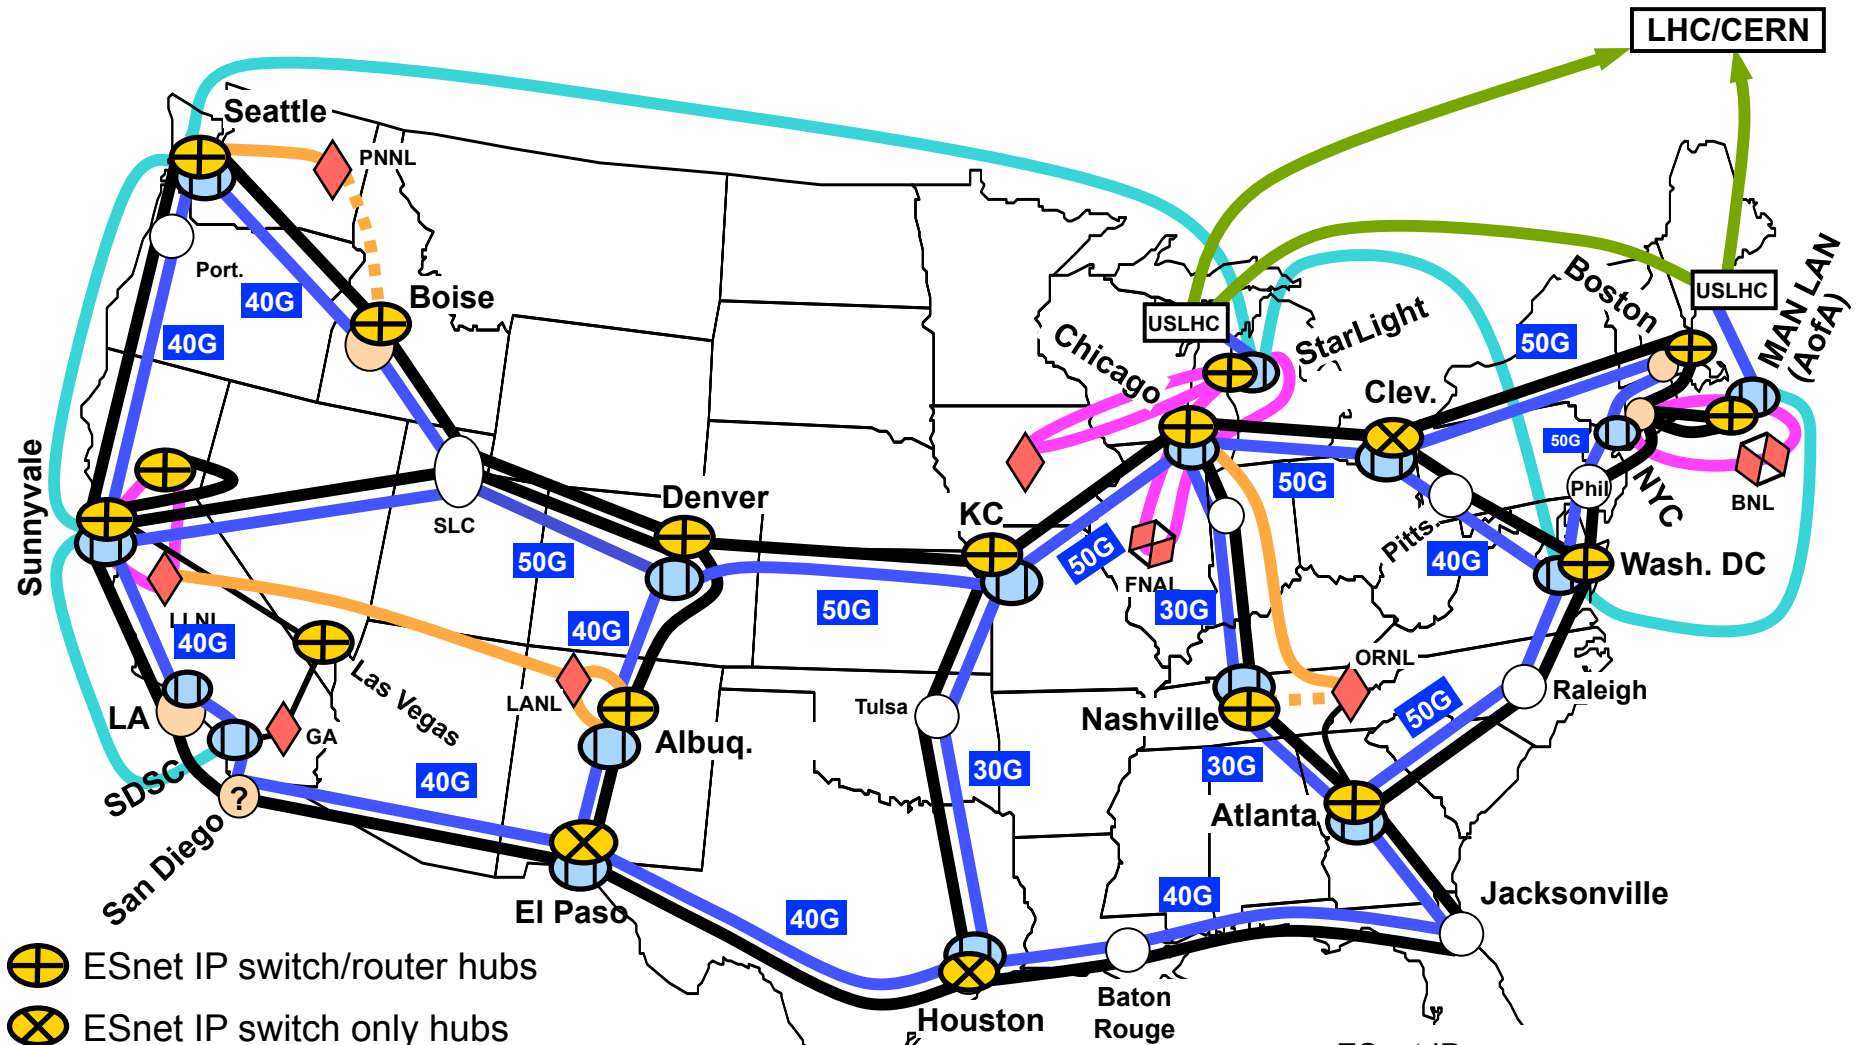 LHC/CERN
Seattle
PNNL
Port.
40G
Boise
40G
USLHC
USLHC
Boston
MAN LAN
(AofA)
StarLight
Chicago
50G
Clev.
50G
NYC
BNL
Phil
Sunnyvale
SLC
Denver
KC
50G
Pitts.
50G
50G
FNAL
40G
Wash. DC
LLNL
40G
40G
50G
30G
ORNL
Las Vegas
LANL
Tulsa
Nashville
50G
Raleigh
LA
GA
Albuq.
SDSC
40G
30G
30G
?
San Diego
Atlanta
El Paso
40G
40G
Jacksonville
ESnet IP switch/router hubs
Baton
Rouge
Houston
ESnet IP switch only hubs